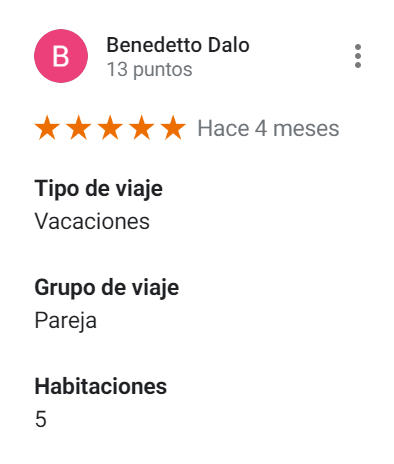 B
Benedetto Dalo
13 puntos
Hace 4 meses
Tipo de viaje
Vacaciones
Grupo de viaje
Pareja
Habitaciones
5